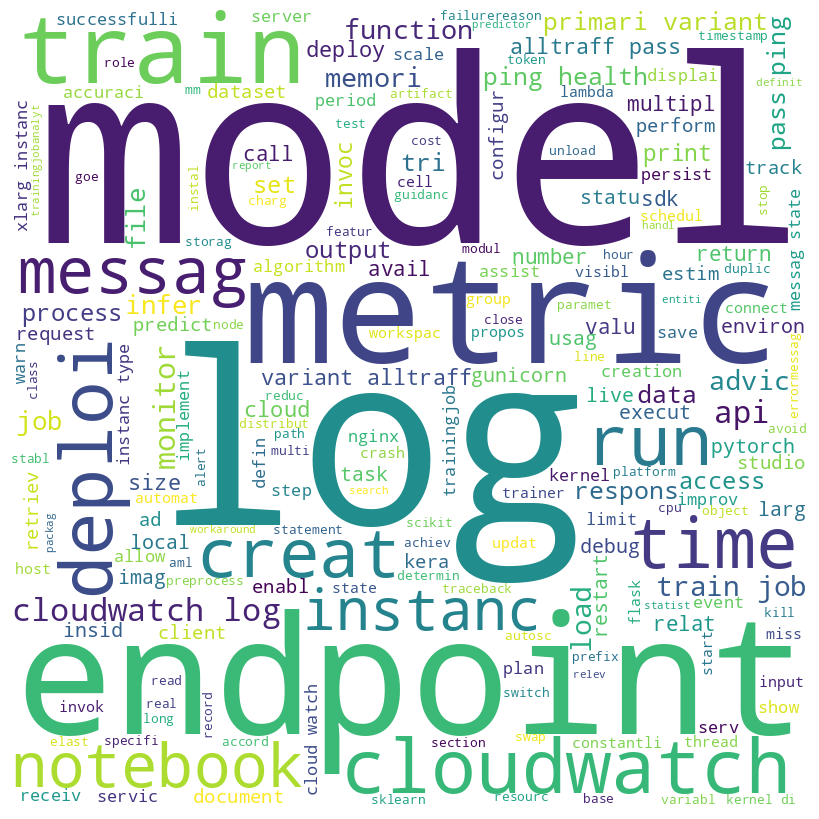 successfulli
train
server
failurereason
predictor
function
primari variant
timestamp
deploy
scale
alltraff pass
role
memori
token
ping health
displai
definit
pass ping
accuraci
mm
dataset
period
artifact
lambda
multipl
configur
model
test
cost
unload
perform
xlarg instanc
trainingjobanalyt
goe
call
report
tri
cell
print
persist
track
set
invoc
guidanc
statu
sdk
instal
charg
file
schedul
stop
featur
handl
storag
output
modul
number
hour
return
messag state
messag
algorithm
avail
assist
visibl
estim
duplic
metric
process
infer
group
paramet
connect
entiti
request
predict
node
close
propos
valu
save
environ
workspac
usag
line
warn
class
instanc type
implement
monitor
variant alltraff
gunicorn
creation
data
advic
errormessag
deploi
job
reduc
cloud
live
execut
api
distribut
log
run
avoid
stabl
path
nginx
pytorch
alert
multi
crash
trainingjob
studio
defin
task
kernel
platform
access
retriev
size
step
search
trainer
respons
cpu
object
automat
improv
packag
workaround
statement
scikit
limit
larg
ad
updat
time
local
achiev
debug
creat
host
allow
aml
kera
imag
preprocess
determin
enabl
state
traceback
load
restart
flask
train job
instanc
statist
event
cloudwatch log
kill
insid
client
autosc
relat
start
miss
endpoint
plan
prefix
relev
read
invok
real
long
record
switch
input
cloud watch
serv
show
elast
specifi
accord
section
swap
constantli
thread
notebook
cloudwatch
receiv
servic
document
sklearn
resourc
base
variabl
kernel di